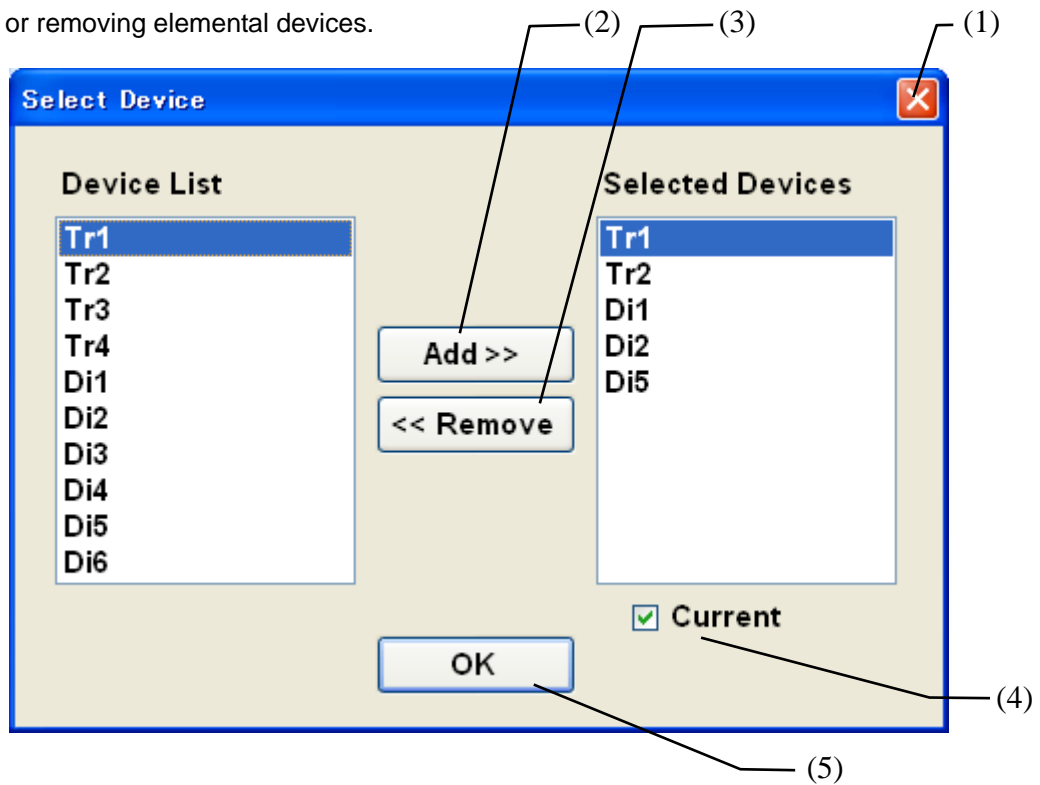 or removing elemental devices.
(2)
(3)
(1)
Select Device
Device List
Selected Devices
Tr1
Tr2
Tr3
Tr4
Di1
Di2
Di3
Di4
Di5
Di6
Add >>
<< Remove
Tr1
Tr2
Di1
Di2
Di5
Current
OK
(4)
(5)